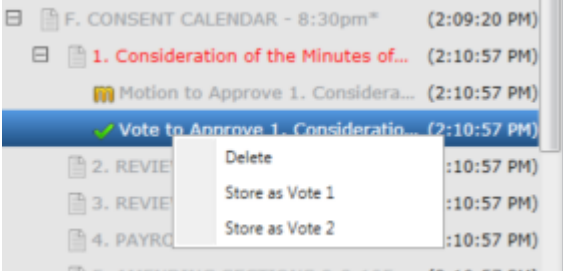 F. CONSENT CALENDAR - 8:30pm* (2:09:20 PM)
1. Consideration of the Minutes of... (2:10:57 PM)
m Motion to Approve 1. Considera... (2:10:57 PM)
Vote to Approve 1. Consideratio... (2:10:57 PM)
Delete
2. REVIE :10:57 PM)
Store as Vote 1
3. REVIE :10:57 PM)
Store as Vote 2
4. PAYRO :10:57 PM)